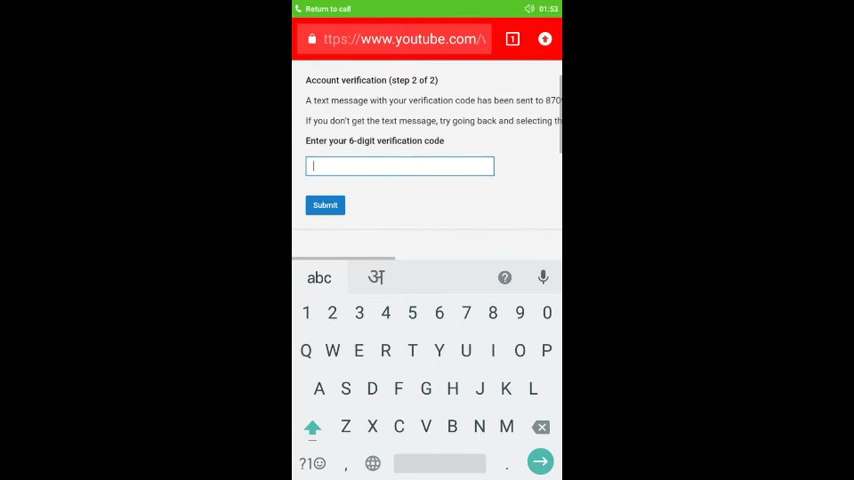 Return to call 01:53
ttps://www.youtube.com/v 1
Account verification (step 2 of 2)
A text message with your verification code has been sent to 870
If you don't get the text message, try going back and selecting th
Enter your 6-digit verification code
Submit
abc अ ?
1 2 3 4 5 6 7 8 9 0
Q W E R T Y U I O P
A S D F G H J K L
Z X C V B N M
?1☺ , .